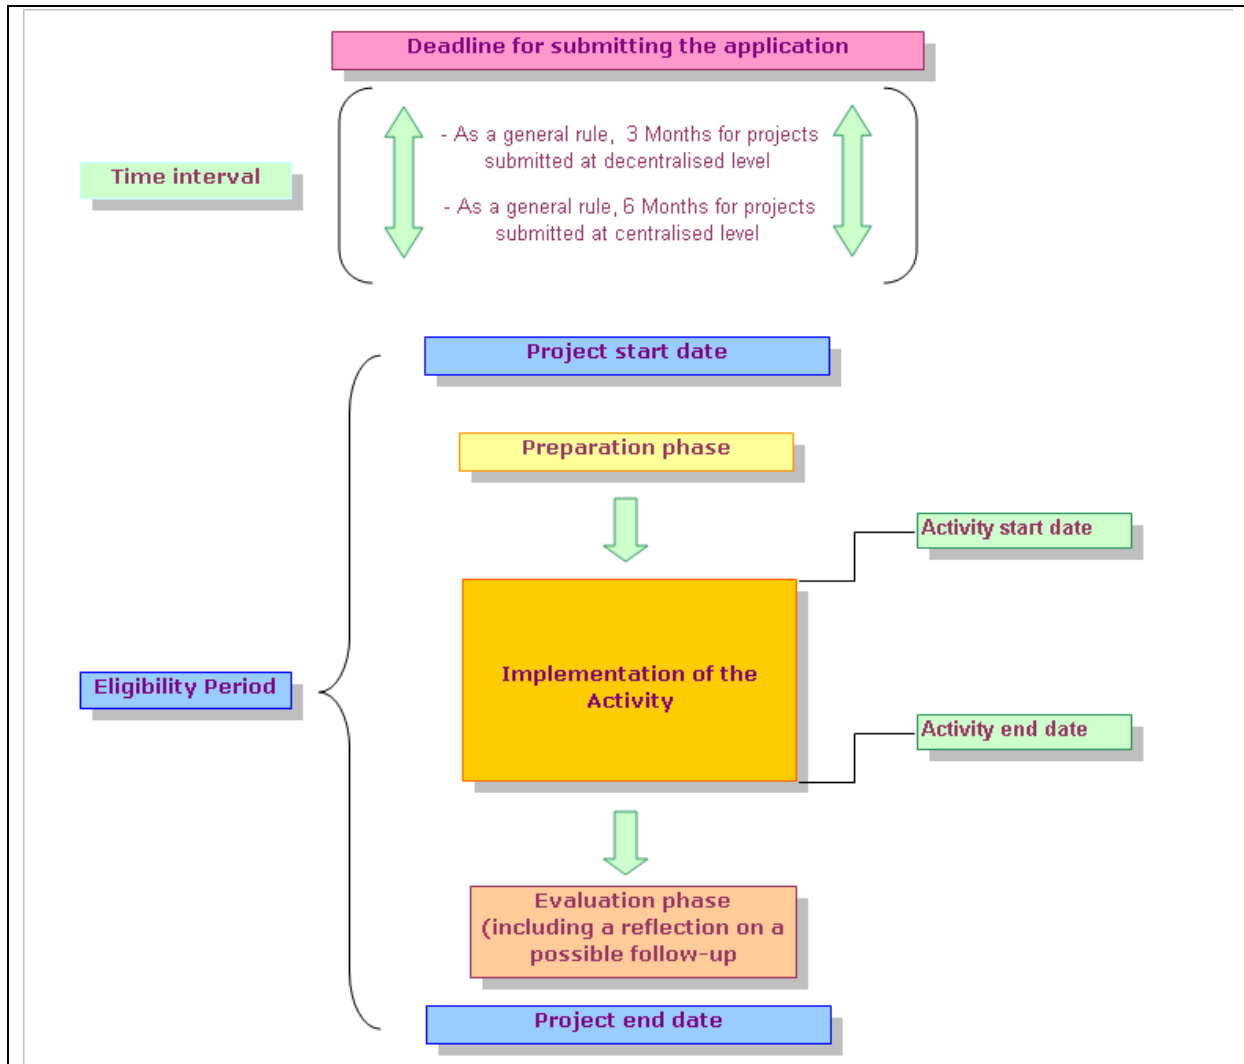 Deadline for submitting the application
- As a general rule, 3 Months for projects
submitted at decentralised level
Time interval
- As a general rule, 6 Months for projects
submitted at centralised level
Project start date
Preparation phase
Activity start date
Implementation of the
Activity
Eligibility Period
Activity end date
Evaluation phase
(including a reflection on a
possible follow-up
Project end date